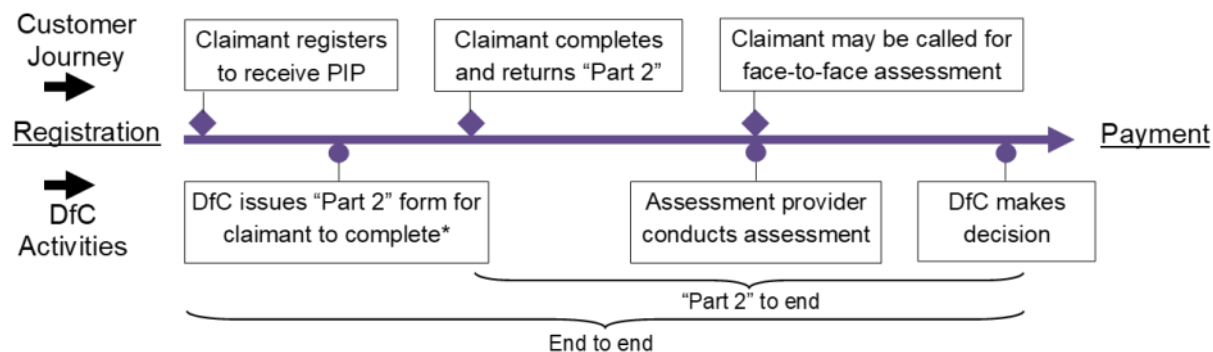 Customer
Journey
Claimant registers
to receive PIP
Claimant completes
and returns “Part 2”
Claimant may be called for
face-to-face assessment
Registration
Payment
DfC
Activities
DfC issues “Part 2” form for
claimant to complete*
Assessment provider
conducts assessment
DfC makes
decision
“Part 2” to end
End to end